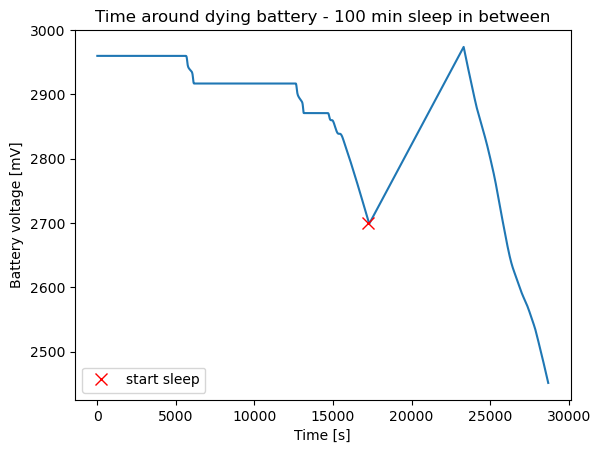 Time around dying battery - 100 min sleep in between
Battery voltage [mV]
3000
2900
2800
2700
2600
2500
start sleep
0 5000 10000 15000 20000 25000 30000
Time [s]